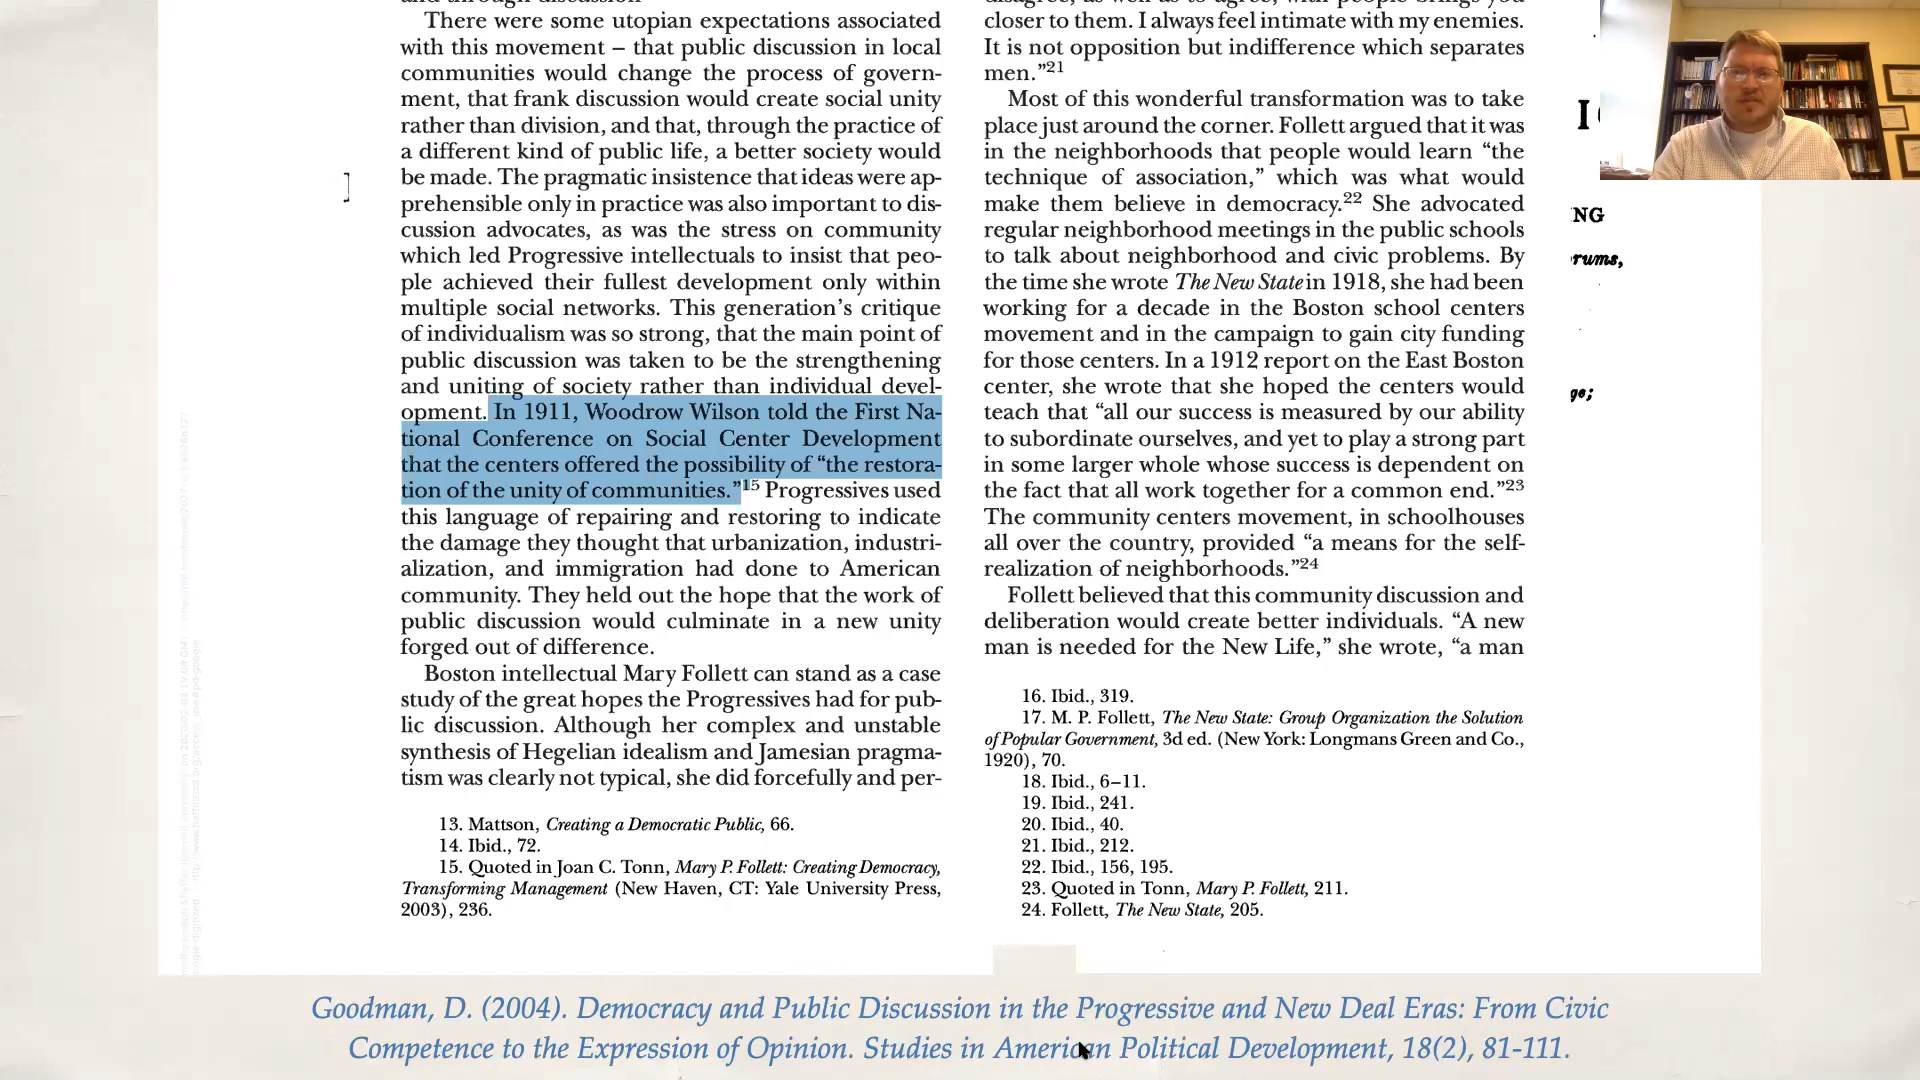 and through discussion
There were some utopian expectations associated
with this movement – that public discussion in local
communities would change the process of govern-
ment, that frank discussion would create social unity
rather than division, and that, through the practice of
a different kind of public life, a better society would
be made. The pragmatic insistence that ideas were ap-
prehensible only in practice was also important to dis-
cussion advocates, as was the stress on community
which led Progressive intellectuals to insist that peo-
ple achieved their fullest development only within
multiple social networks. This generation’s critique
of individualism was so strong, that the main point of
public discussion was taken to be the strengthening
and uniting of society rather than individual devel-
opment. In 1911, Woodrow Wilson told the First Na-
tional Conference on Social Center Development
that the centers offered the possibility of “the restora-
tion of the unity of communities.”15 Progressives used
this language of repairing and restoring to indicate
the damage they thought that urbanization, industri-
alization, and immigration had done to American
community. They held out the hope that the work of
public discussion would culminate in a new unity
forged out of difference.
Boston intellectual Mary Follett can stand as a case
study of the great hopes the Progressives had for pub-
lic discussion. Although her complex and unstable
synthesis of Hegelian idealism and Jamesian pragma-
tism was clearly not typical, she did forcefully and per-
13. Mattson, Creating a Democratic Public, 66.
14. Ibid., 72.
15. Quoted in Joan C. Tonn, Mary P. Follett: Creating Democracy,
Transforming Management (New Haven, CT: Yale University Press,
2003), 236.
disagree, as well as to agree, with people brings you
closer to them. I always feel intimate with my enemies.
It is not opposition but indifference which separates
men.”21
Most of this wonderful transformation was to take
place just around the corner. Follett argued that it was
in the neighborhoods that people would learn “the
technique of association,” which was what would
make them believe in democracy.22 She advocated
regular neighborhood meetings in the public schools
to talk about neighborhood and civic problems. By
the time she wrote The New State in 1918, she had been
working for a decade in the Boston school centers
movement and in the campaign to gain city funding
for those centers. In a 1912 report on the East Boston
center, she wrote that she hoped the centers would
teach that “all our success is measured by our ability
to subordinate ourselves, and yet to play a strong part
in some larger whole whose success is dependent on
the fact that all work together for a common end.”23
The community centers movement, in schoolhouses
all over the country, provided “a means for the self-
realization of neighborhoods.”24
Follett believed that this community discussion and
deliberation would create better individuals. “A new
man is needed for the New Life,” she wrote, “a man
16. Ibid., 319.
17. M. P. Follett, The New State: Group Organization the Solution
of Popular Government, 3d ed. (New York: Longmans Green and Co.,
1920), 70.
18. Ibid., 6–11.
19. Ibid., 241.
20. Ibid., 40.
21. Ibid., 212.
22. Ibid., 156, 195.
23. Quoted in Tonn, Mary P. Follett, 211.
24. Follett, The New State, 205.
NG
rums,
ge;
Goodman, D. (2004). Democracy and Public Discussion in the Progressive and New Deal Eras: From Civic
Competence to the Expression of Opinion. Studies in American Political Development, 18(2), 81-111.